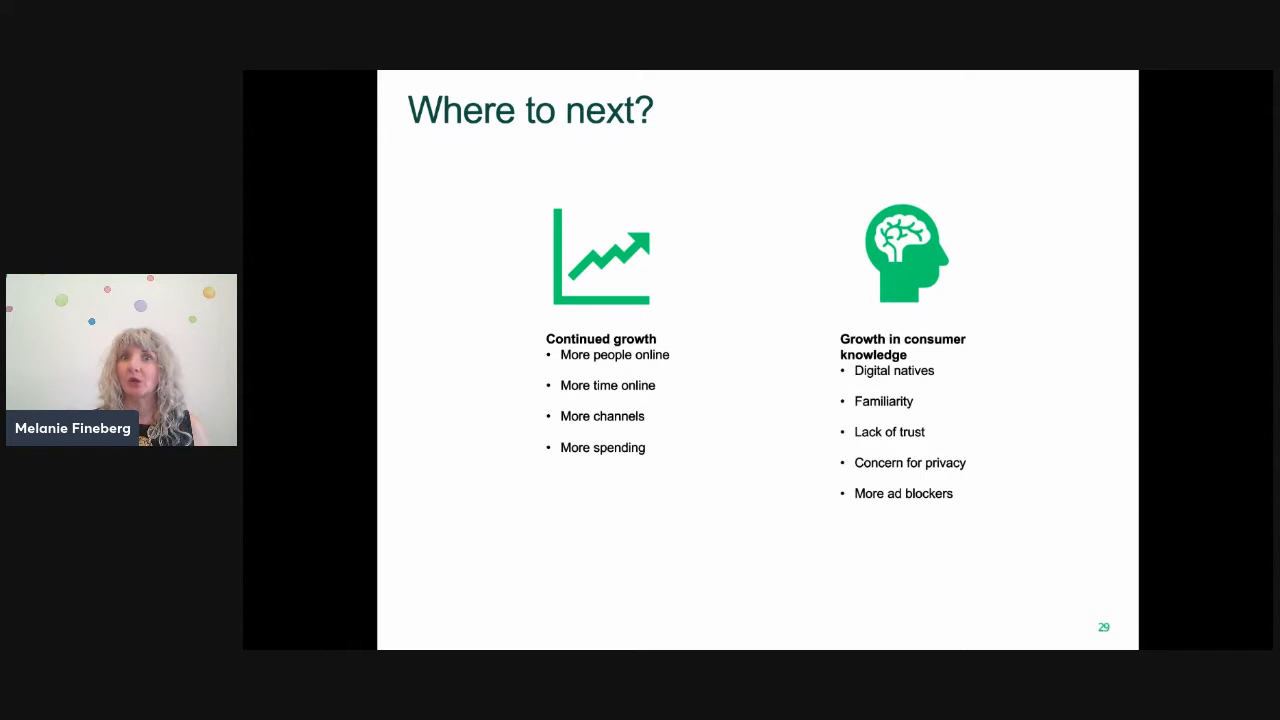 Where to next?
Melanie Fineberg
Continued growth
• More people online
• More time online
• More channels
• More spending
Growth in consumer
knowledge
• Digital natives
• Familiarity
• Lack of trust
• Concern for privacy
• More ad blockers
29